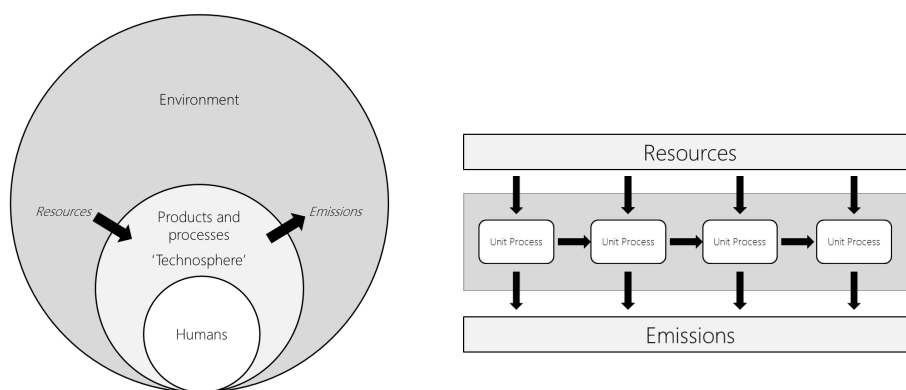 Environment
Resources
Emissions
Products and
processes
'Technosphere'
Humans
Resources
Unit Process
Unit Process
Unit Process
Unit Process
Emissions